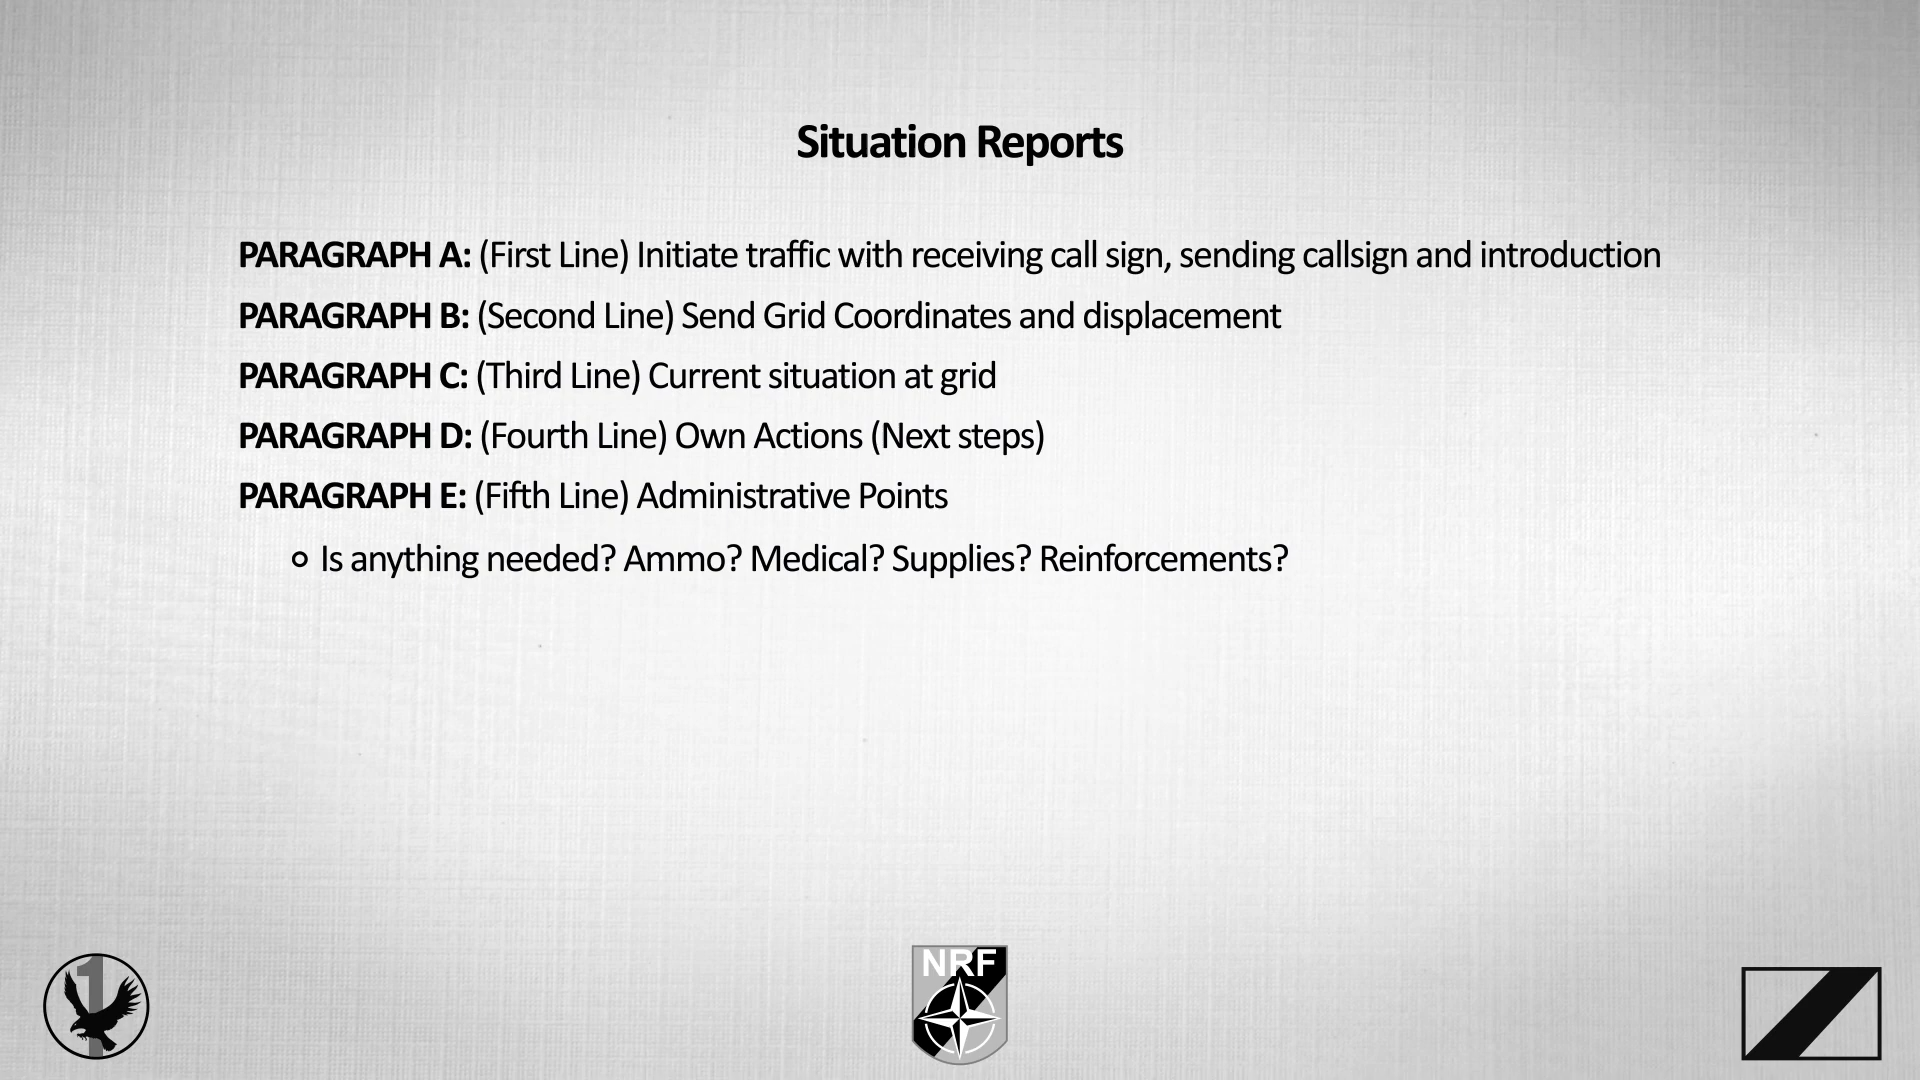 Situation Reports
PARAGRAPH A: (First Line) Initiate traffic with receiving call sign, sending callsign and introduction
PARAGRAPH B: (Second Line) Send Grid Coordinates and displacement
PARAGRAPH C: (Third Line) Current situation at grid
PARAGRAPH D: (Fourth Line) Own Actions (Next steps)
PARAGRAPH E: (Fifth Line) Administrative Points
Is anything needed? Ammo? Medical? Supplies? Reinforcements?
1
NRF